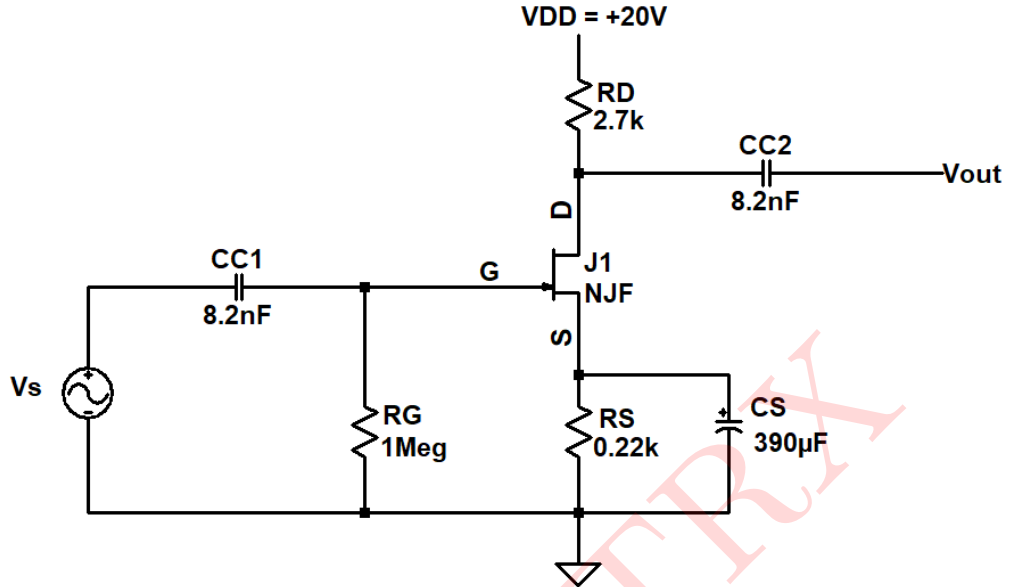 VDD = +20V
RD
2.7k
CC2
8.2nF
Vout
D
CC1
8.2nF
G
J1
NJF
S
Vs
RG
1Meg
RS
0.22k
CS
390µF
TRX